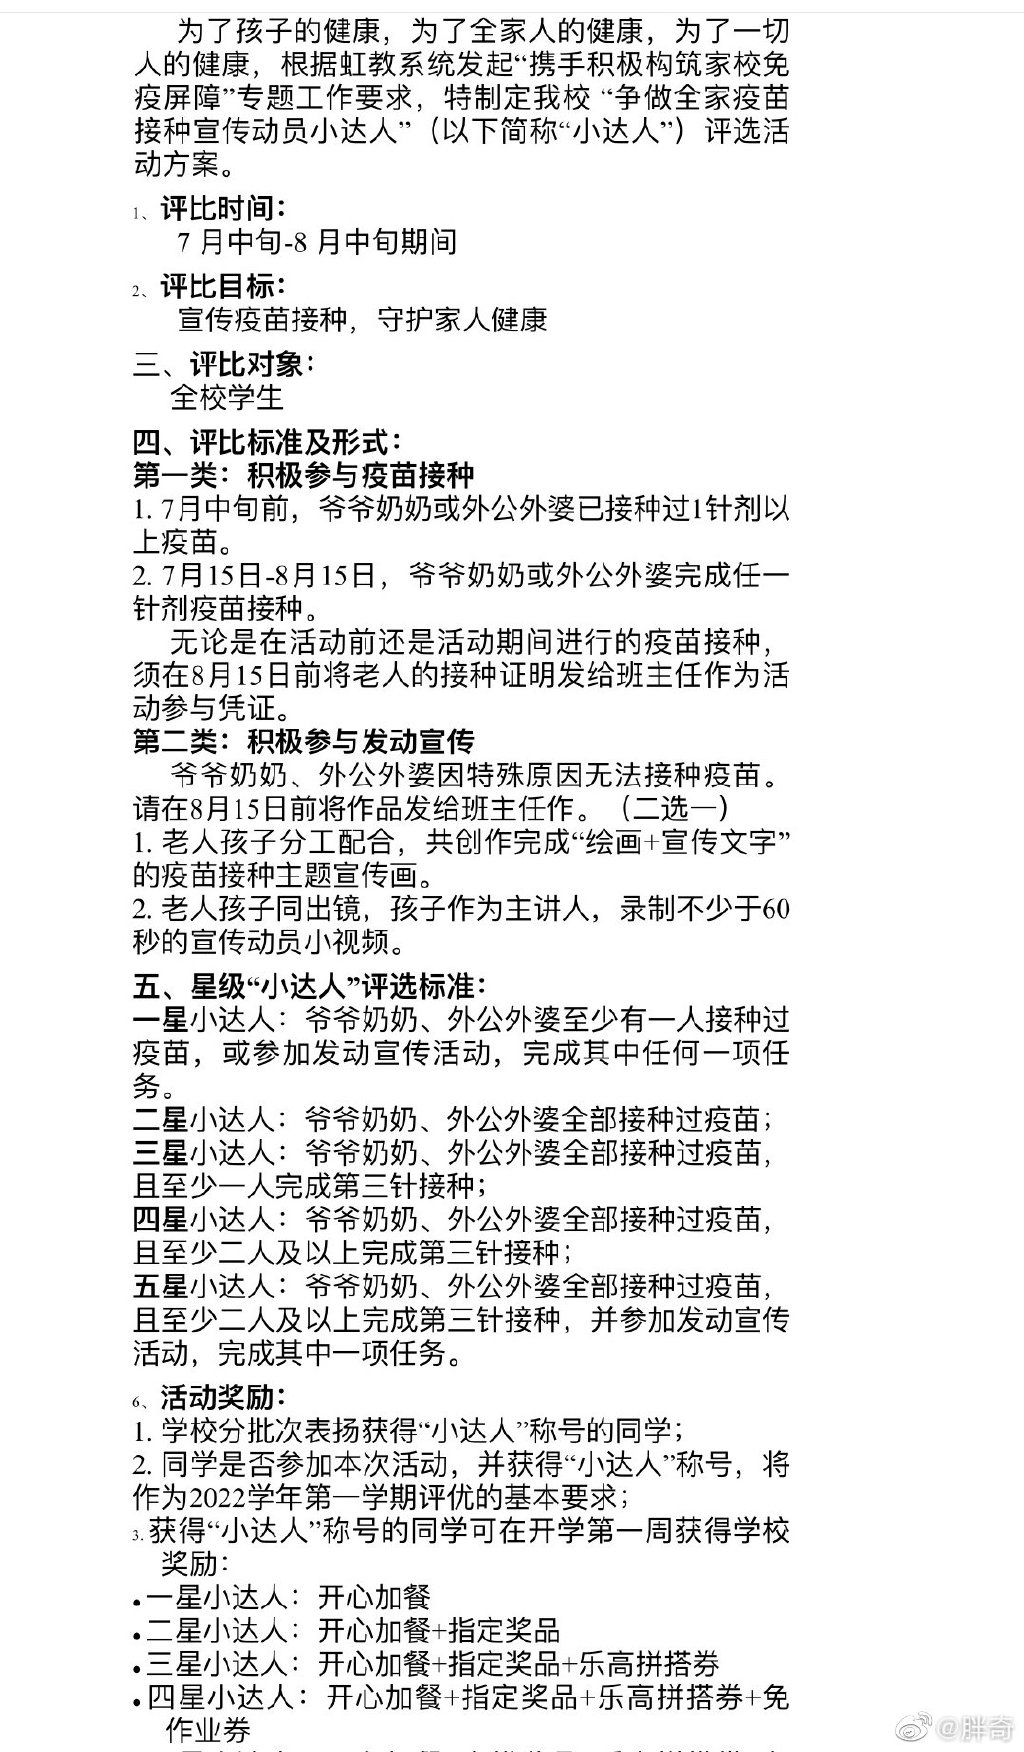 为了孩子的健康，为了全家人的健康，为了一切
人的健康，根据虹教系统发起“携手积极构筑家校免
疫屏障”专题工作要求，特制定我校 “争做全家疫苗
接种宣传动员小达人”（以下简称“小达人”）评选活
动方案。
1、评比时间：
7 月中旬-8 月中旬期间
2、评比目标：
宣传疫苗接种，守护家人健康
三、评比对象：
全校学生
四、评比标准及形式：
第一类：积极参与疫苗接种
1. 7月中旬前，爷爷奶奶或外公外婆已接种过1针剂以
上疫苗。
2. 7月15日-8月15日，爷爷奶奶或外公外婆完成任一
针剂疫苗接种。
无论是在活动前还是活动期间进行的疫苗接种，
须在8月15日前将老人的接种证明发给班主任作为活
动参与凭证。
第二类：积极参与发动宣传
爷爷奶奶、外公外婆因特殊原因无法接种疫苗。
请在8月15日前将作品发给班主任作。（二选一）
1. 老人孩子分工配合，共创作完成“绘画+宣传文字”
的疫苗接种主题宣传画。
2. 老人孩子同出镜，孩子作为主讲人，录制不少于60
秒的宣传动员小视频。
五、星级“小达人”评选标准：
一星小达人：爷爷奶奶、外公外婆至少有一人接种过
疫苗，或参加发动宣传活动，完成其中任何一项任
务。
二星小达人：爷爷奶奶、外公外婆全部接种过疫苗；
三星小达人：爷爷奶奶、外公外婆全部接种过疫苗，
且至少一人完成第三针接种；
四星小达人：爷爷奶奶、外公外婆全部接种过疫苗，
且至少二人及以上完成第三针接种；
五星小达人：爷爷奶奶、外公外婆全部接种过疫苗，
且至少二人及以上完成第三针接种，并参加发动宣传
活动，完成其中一项任务。
6、活动奖励：
1. 学校分批次表扬获得“小达人”称号的同学；
2. 同学是否参加本次活动，并获得“小达人”称号，将
作为2022学年第一学期评优的基本要求；
3. 获得“小达人”称号的同学可在开学第一周获得学校
奖励：
•一星小达人：开心加餐
•二星小达人：开心加餐+指定奖品
•三星小达人：开心加餐+指定奖品+乐高拼搭券
•四星小达人：开心加餐+指定奖品+乐高拼搭券+免
作业券
@胖奇